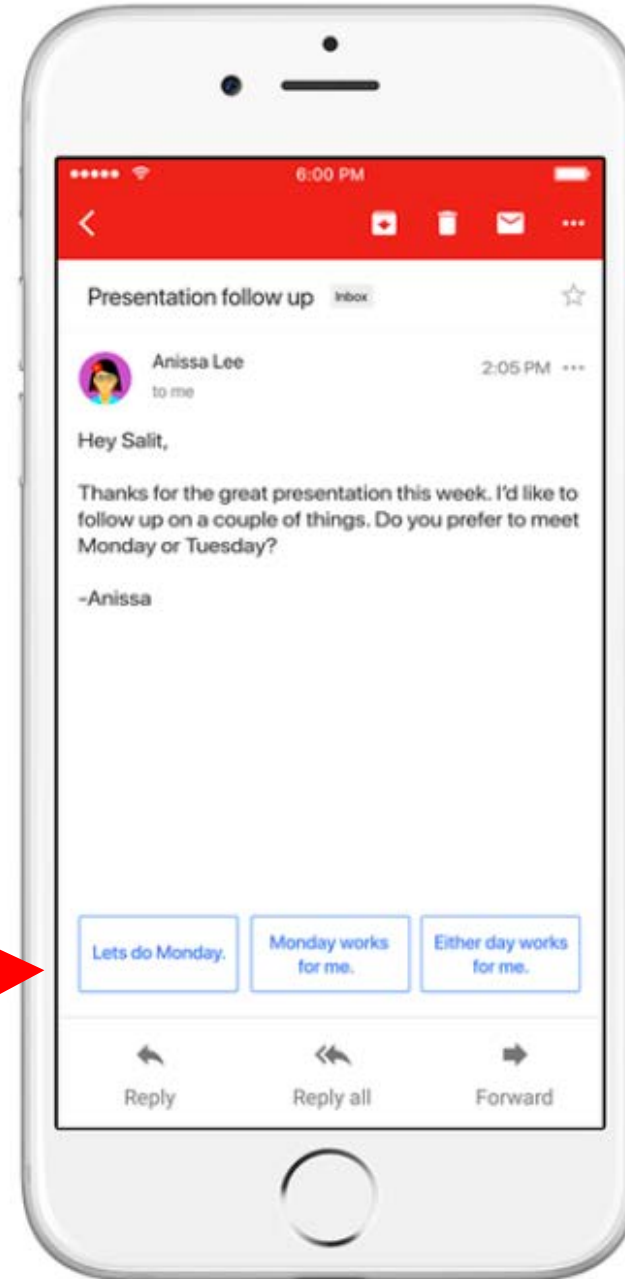 6:00 PM
Presentation follow up Inbox
Anissa Lee 2:05 PM
to me
Hey Salit,
Thanks for the great presentation this week. I'd like to
follow up on a couple of things. Do you prefer to meet
Monday or Tuesday?
-Anissa
Lets do Monday.
Monday works
for me.
Either day works
for me.
Reply
Reply all
Forward